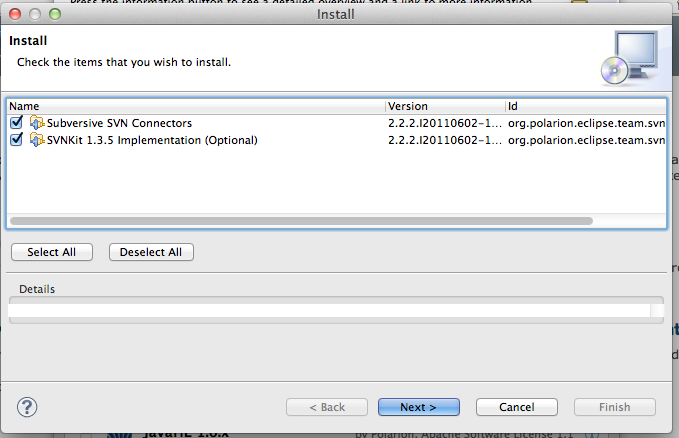 Press the information button to see a detailed overview and a link to more information.
Install
Install
Check the items that you wish to install.
Name Version Id
Subversive SVN Connectors 2.2.2.I20110602-1... org.polarion.eclipse.team.svn
SVNKit 1.3.5 Implementation (Optional) 2.2.2.I20110602-1... org.polarion.eclipse.team.svn
Select All Deselect All
Details
? < Back Next > Cancel Finish
by Polarion, Apache Software License 1.1